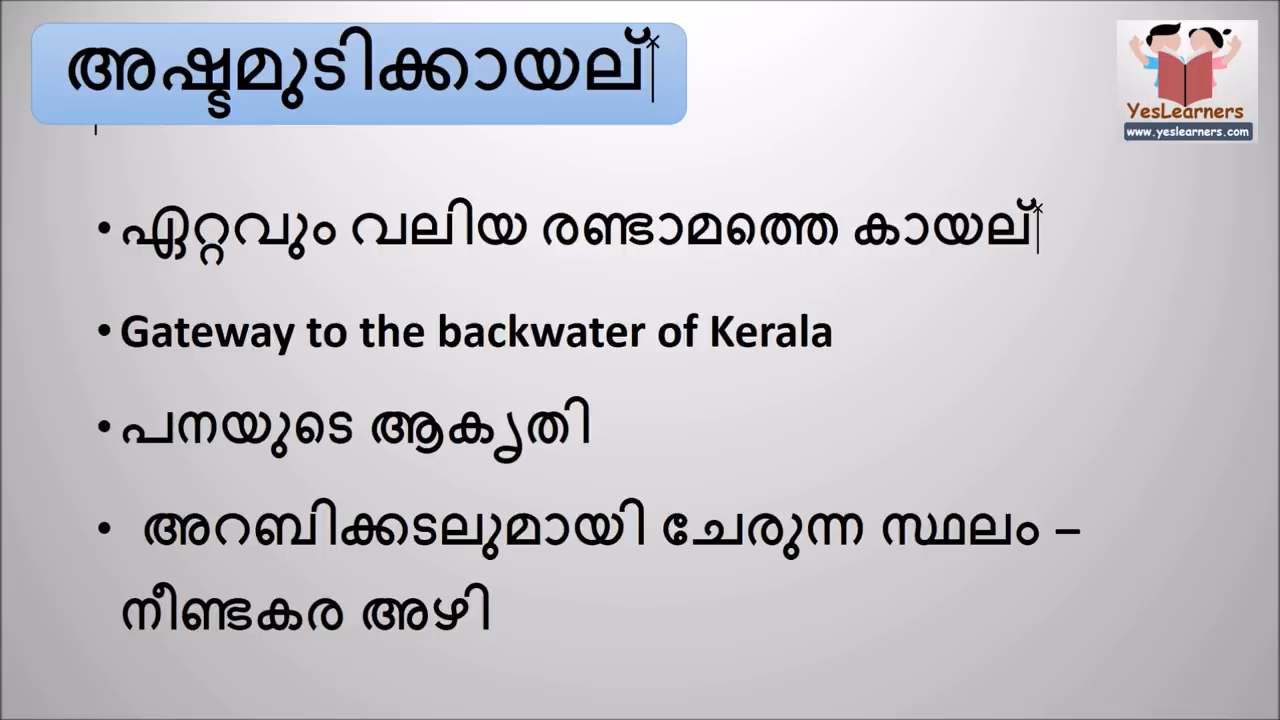 അഷ്ടമുടിക്കായല്‍
YesLearners
www.yeslearners.com
•ഏറ്റവും വലിയ രണ്ടാമത്തെ കായല്‍
•Gateway to the backwater of Kerala
•പനയുടെ ആകൃതി
• അറബിക്കടലുമായി ചേരുന്ന സ്ഥലം –
നീണ്ടകര അഴി